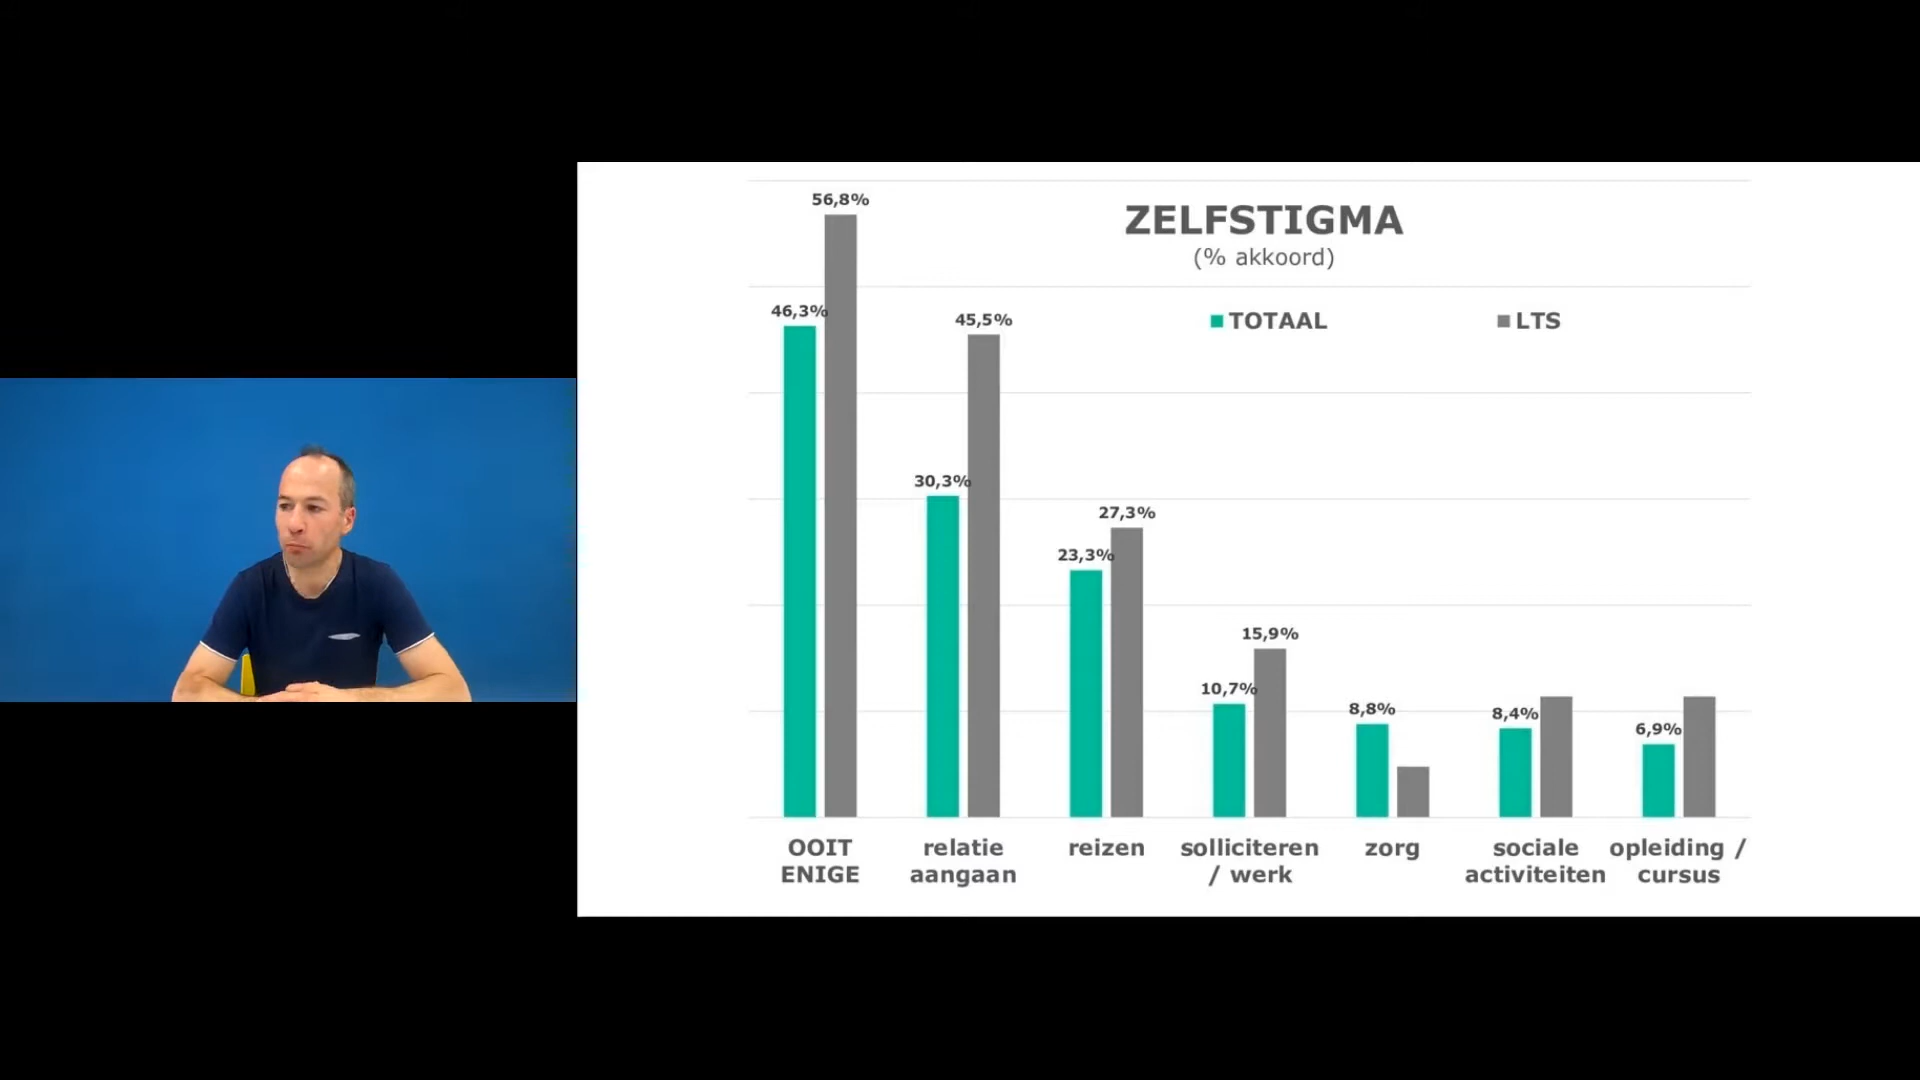 ZELFSTIGMA
(% akkoord)
TOTAAL
LTS
56,8%
46,3%
45,5%
30,3%
27,3%
23,3%
15,9%
10,7%
8,8%
8,4%
6,9%
OOIT ENIGE
relatie aangaan
reizen
solliciteren / werk
zorg
sociale activiteiten
opleiding / cursus